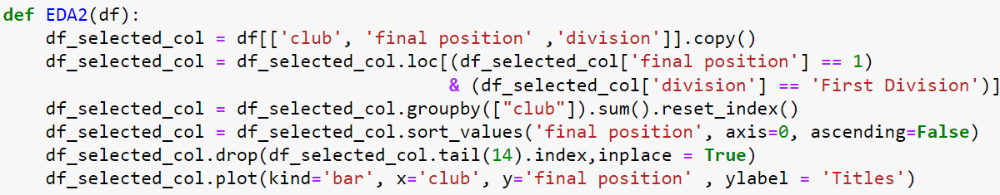 def EDA2(df):
    df_selected_col = df[['club', 'final position' ,'division']].copy()
    df_selected_col = df_selected_col.loc[(df_selected_col['final position'] == 1)
                                          & (df_selected_col['division'] == 'First Division')]
    df_selected_col = df_selected_col.groupby(["club"]).sum().reset_index()
    df_selected_col = df_selected_col.sort_values('final position', axis=0, ascending=False)
    df_selected_col.drop(df_selected_col.tail(14).index,inplace = True)
    df_selected_col.plot(kind='bar', x='club', y='final position' , ylabel = 'Titles')